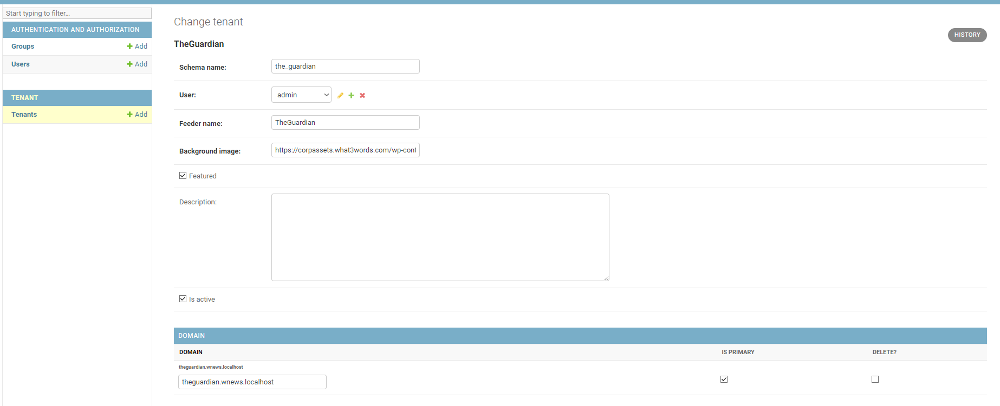 Start typing to filter...
AUTHENTICATION AND AUTHORIZATION
Groups Add
Users Add
TENANT
Tenants Add
Change tenant
HISTORY
TheGuardian
Schema name: the_guardian
User: admin
Feeder name: TheGuardian
Background image: https://corpassets.what3words.com/wp-cont
Featured
Description:
Is active
DOMAIN
DOMAIN IS PRIMARY DELETE?
theguardian.wnews.localhost
theguardian.wnews.localhost